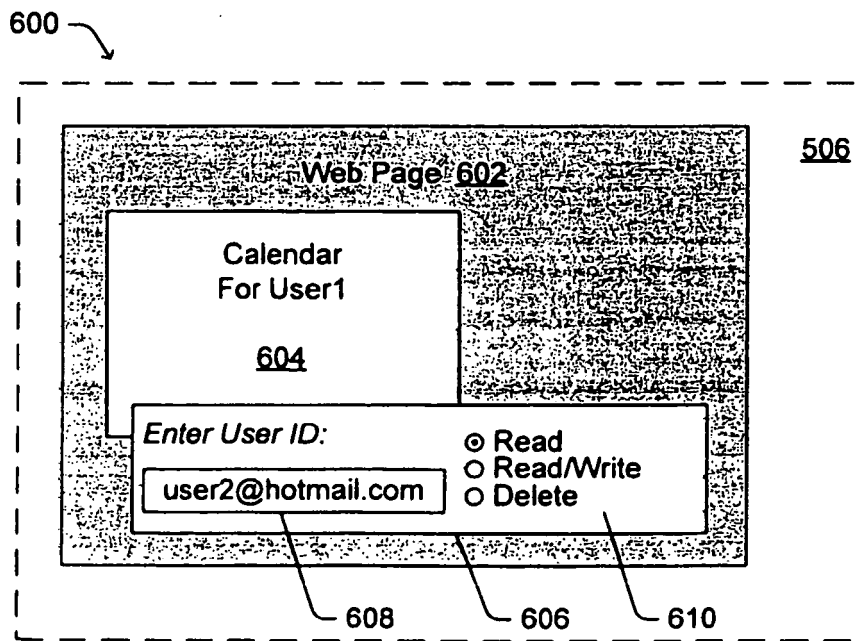 600
506
Web Page 602
Calendar
For User1
604
Enter User ID:
user2@hotmail.com
Read
Read/Write
Delete
608
606
610